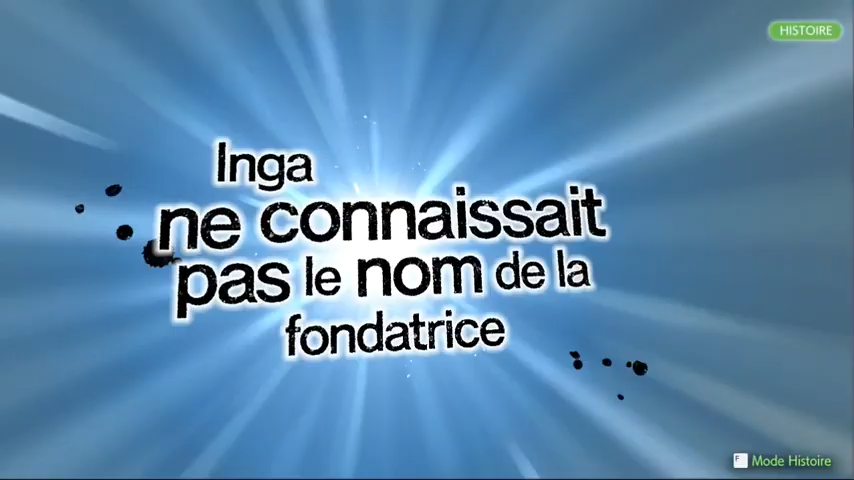 HISTOIRE
Inga
ne connaissait
pas le nom de la
fondatrice
F Mode Histoire